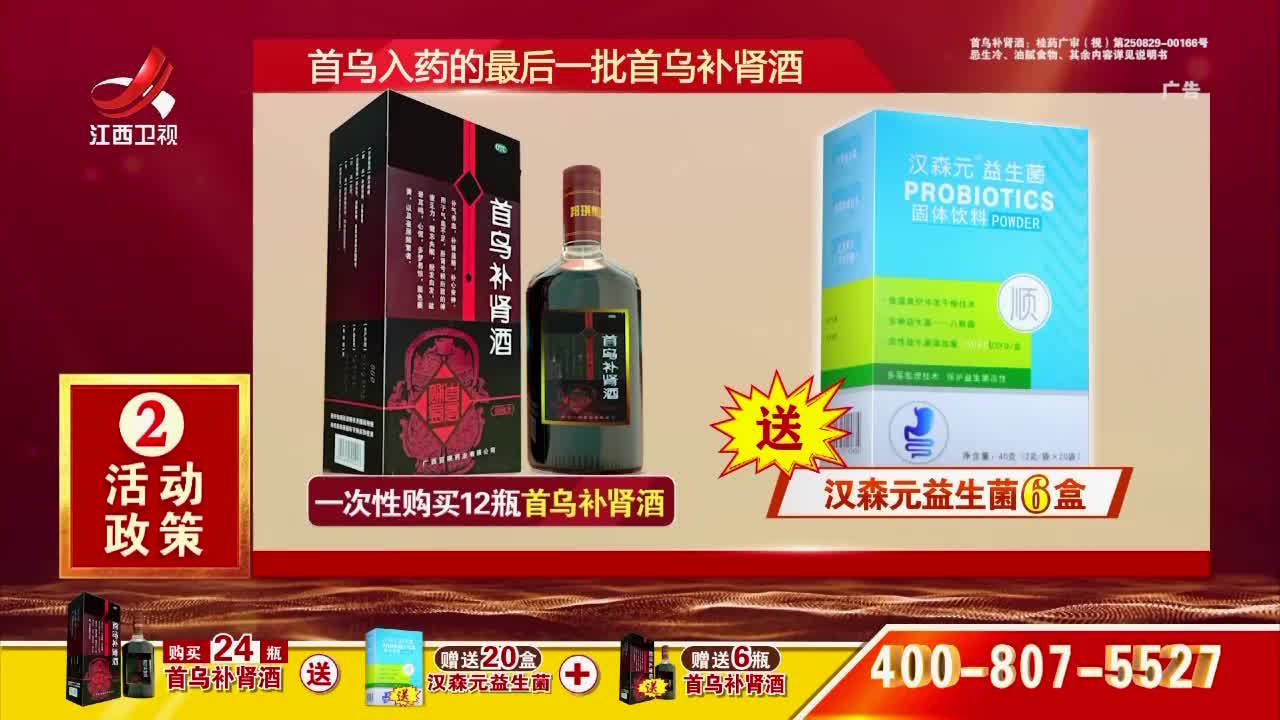 江西卫视
首乌入药的最后一批首乌补肾酒
首乌补肾酒：桂药广审（视）第250829-00166号
忌生冷、油腻食物、其余内容详见说明书
广告
OTC
首乌补肾酒
首乌补肾酒
汉森元 益生菌
PROBIOTICS
固体饮料 POWDER
顺
送
2
活动
政策
一次性购买12瓶首乌补肾酒
汉森元益生菌6盒
购买 24 瓶
首乌补肾酒
送
送
赠送20盒
汉森元益生菌
+
送
赠送6瓶
首乌补肾酒
400-807-5527